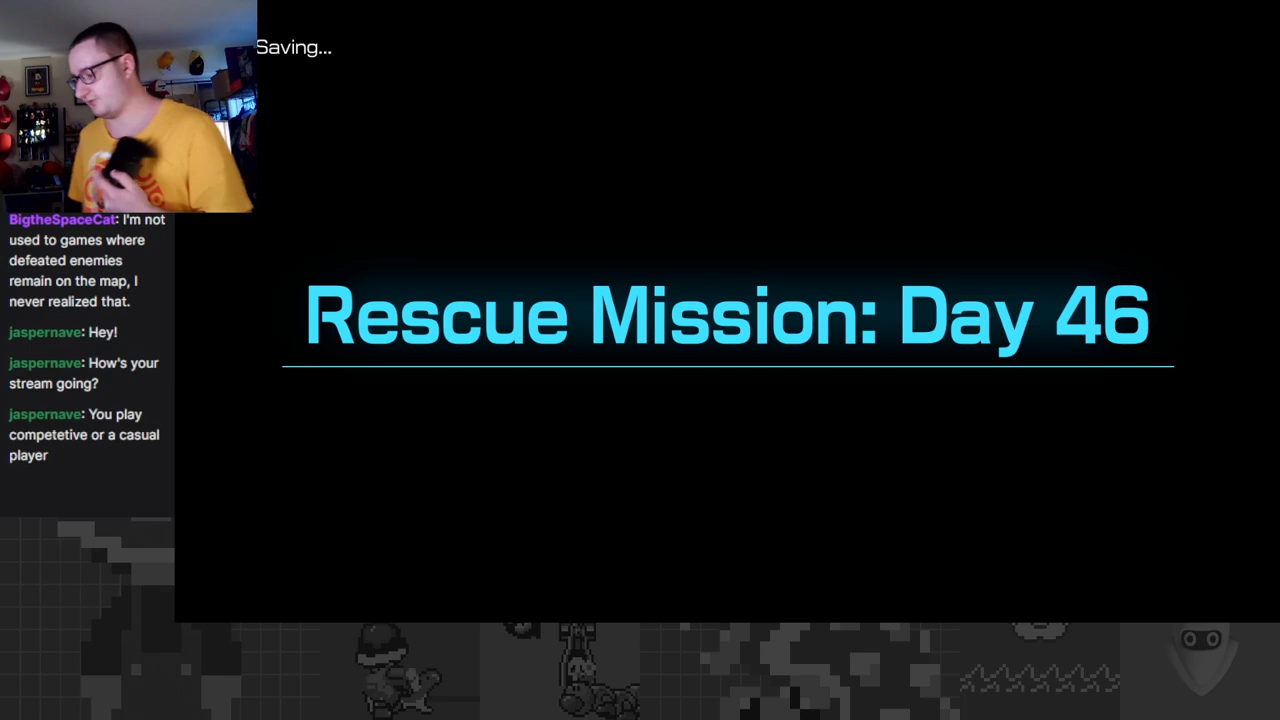 Saving...
BigtheSpaceCat: I'm not
used to games where
defeated enemies
remain on the map, I
never realized that.
jaspernave: Hey!
jaspernave: How's your
stream going?
jaspernave: You play
competetive or a casual
player
Rescue Mission: Day 46